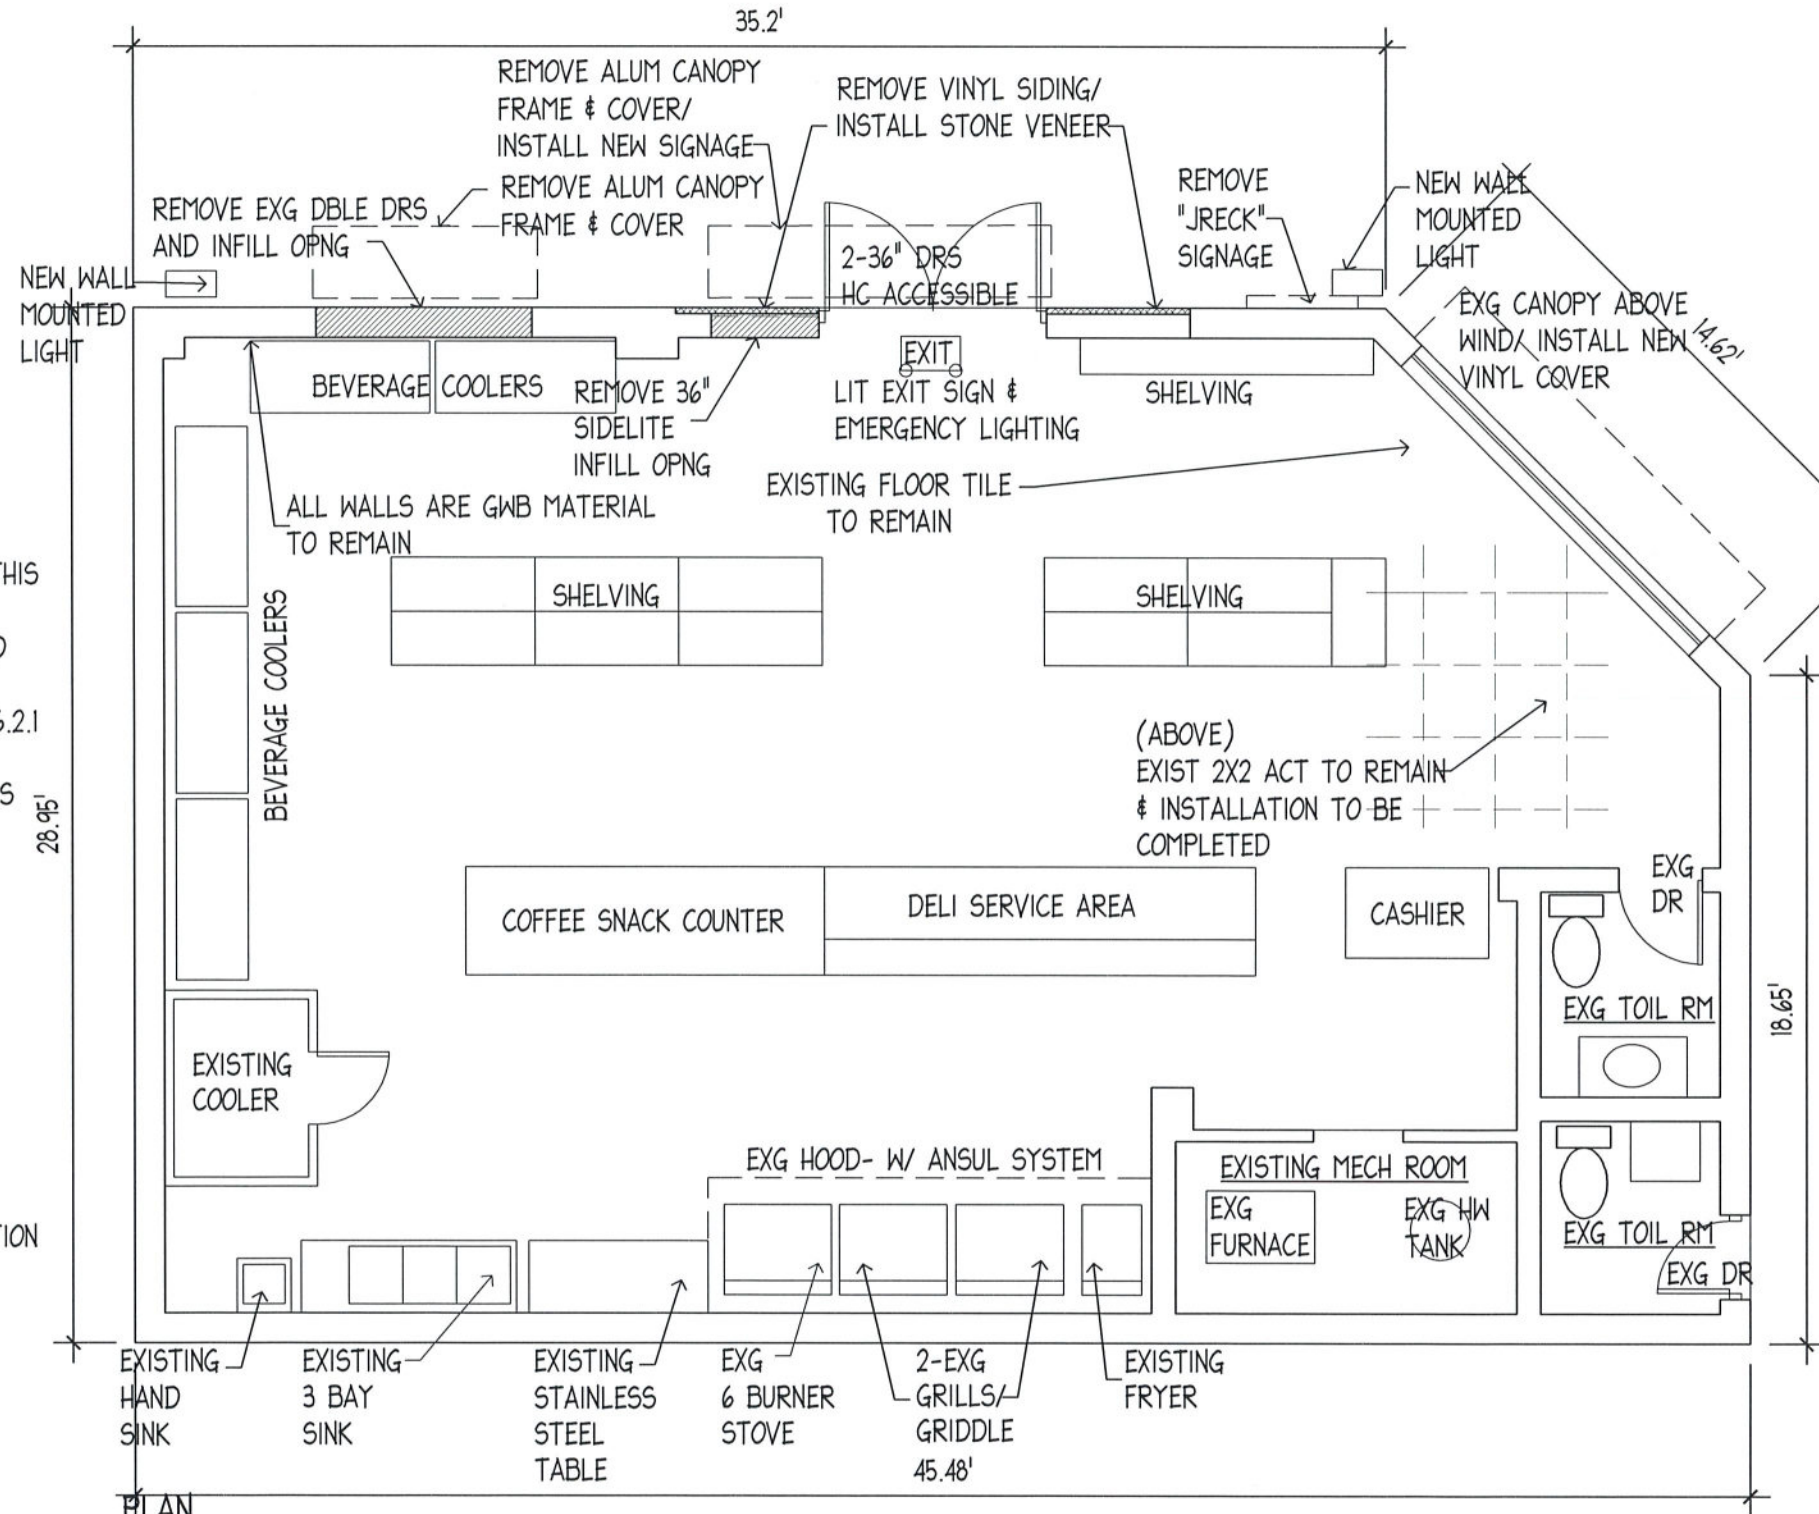 35.2'
REMOVE ALUM CANOPY
FRAME & COVER/
INSTALL NEW SIGNAGE
REMOVE VINYL SIDING/
INSTALL STONE VENEER
REMOVE ALUM CANOPY
FRAME & COVER
REMOVE EXG DBLE DRS
AND INFILL OPNG
NEW WALL
MOUNTED
LIGHT
2-36" DRS
HC ACCESSIBLE
REMOVE
"JRECK"
SIGNAGE
NEW WALL
MOUNTED
LIGHT
EXG CANOPY ABOVE
WIND/ INSTALL NEW
VINYL COVER
14.62'
BEVERAGE COOLERS
REMOVE 36"
SIDELITE
INFILL OPNG
EXIT
LIT EXIT SIGN &
EMERGENCY LIGHTING
SHELVING
EXISTING FLOOR TILE
TO REMAIN
ALL WALLS ARE GWB MATERIAL
TO REMAIN
THIS
5.2.1
S
28.95'
BEVERAGE COOLERS
SHELVING
SHELVING
(ABOVE)
EXIST 2X2 ACT TO REMAIN
& INSTALLATION TO BE
COMPLETED
COFFEE SNACK COUNTER
DELI SERVICE AREA
CASHIER
EXG
DR
EXG TOIL RM
18.65'
EXISTING
COOLER
EXG HOOD- W/ ANSUL SYSTEM
EXISTING MECH ROOM
EXG
FURNACE
EXG HW
TANK
EXG TOIL RM
EXG DR
TION
EXISTING
HAND
SINK
EXISTING
3 BAY
SINK
EXISTING
STAINLESS
STEEL
TABLE
EXG
6 BURNER
STOVE
2-EXG
GRILLS/
GRIDDLE
EXISTING
FRYER
45.48'
PLAN